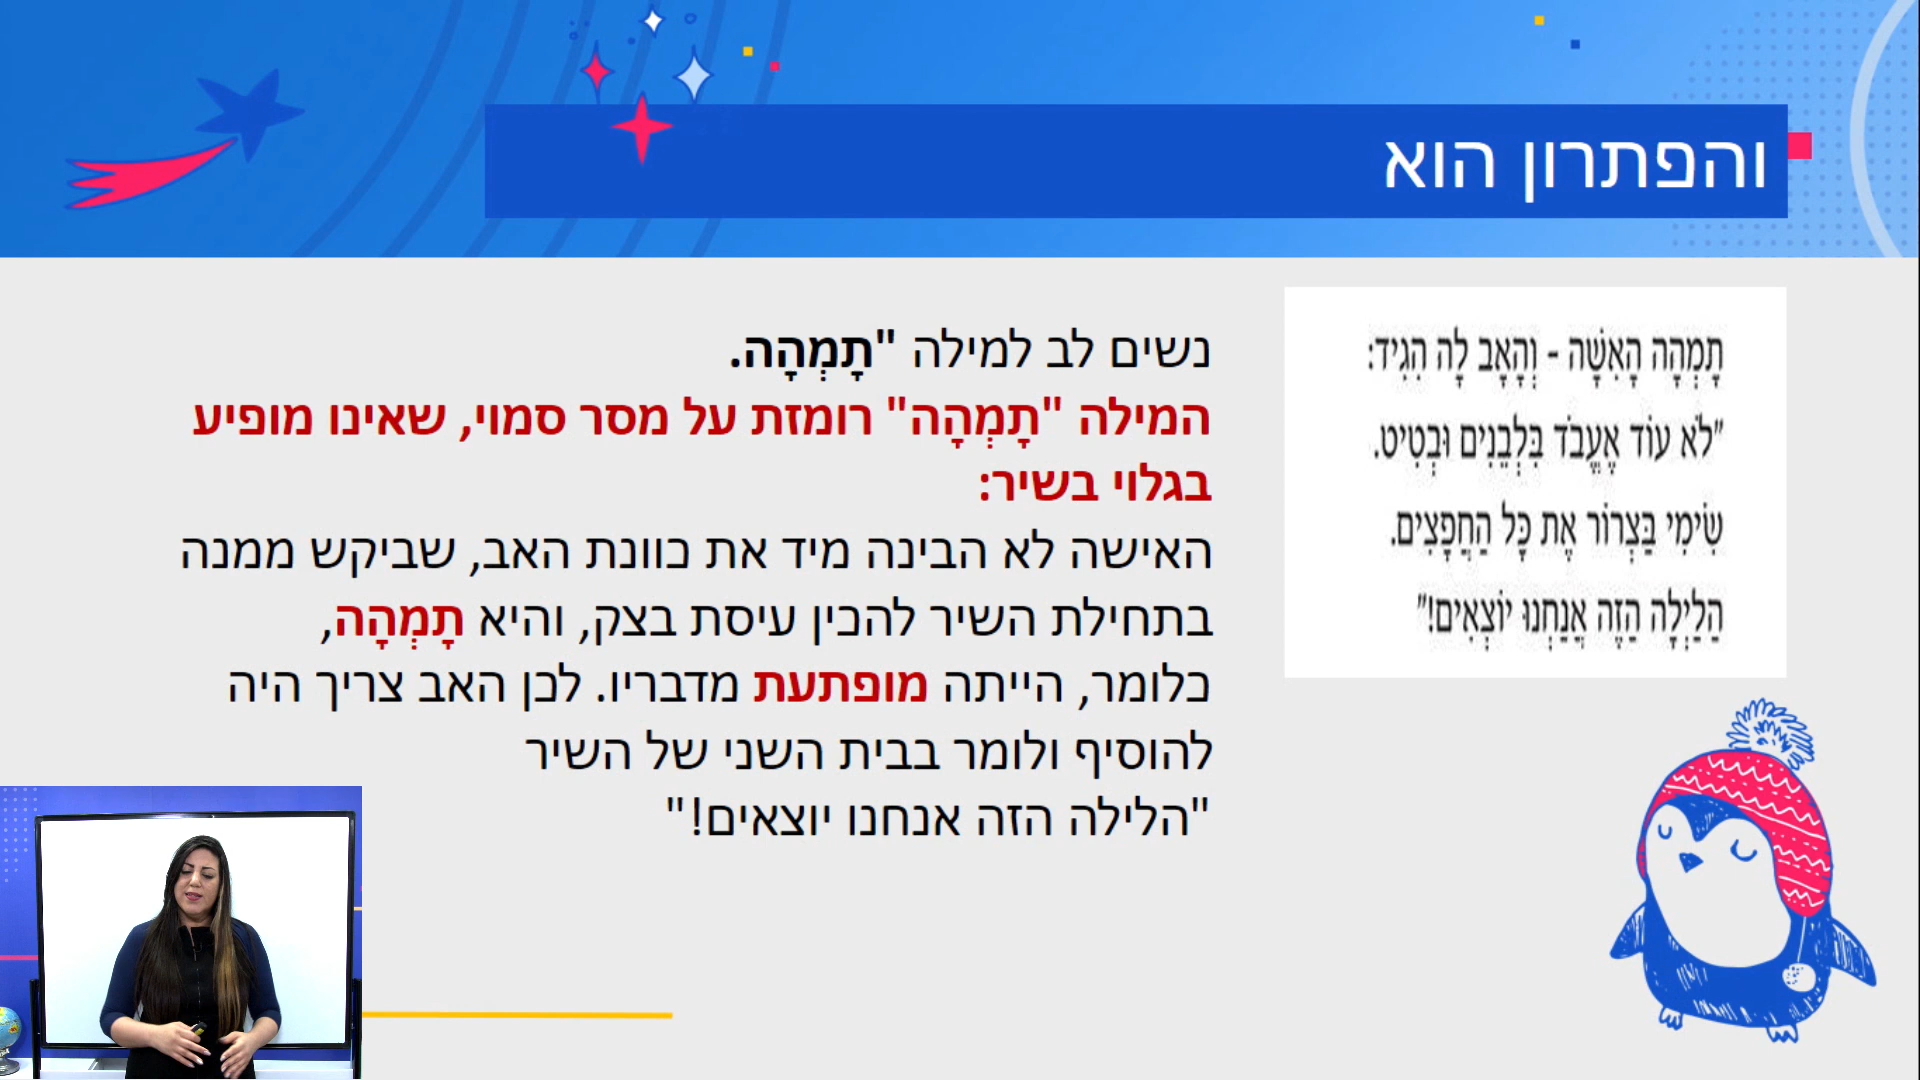 והפתרון הוא
תָּמְהָה הָאִשָּׁה - וְהָאָב לָהּ הִגִּיד:
"לֹא עוֹד אֶעֱבֹד בִּלְבֵנִים וּבְטִיט.
שִׂימִי בַּצְּרוֹר אֶת כָּל הַחֲפָצִים.
הַלַּיְלָה הַזֶּה אֲנַחְנוּ יוֹצְאִים!"
נשים לב למילה "תָמְהָה.
המילה "תָמְהָה" רומזת על מסר סמוי, שאינו מופיע
בגלוי בשיר:
האישה לא הבינה מיד את כוונת האב, שביקש ממנה
בתחילת השיר להכין עיסת בצק, והיא תָמְהָה,
כלומר, הייתה מופתעת מדבריו. לכן האב צריך היה
להוסיף ולומר בבית השני של השיר
"הלילה הזה אנחנו יוצאים!"